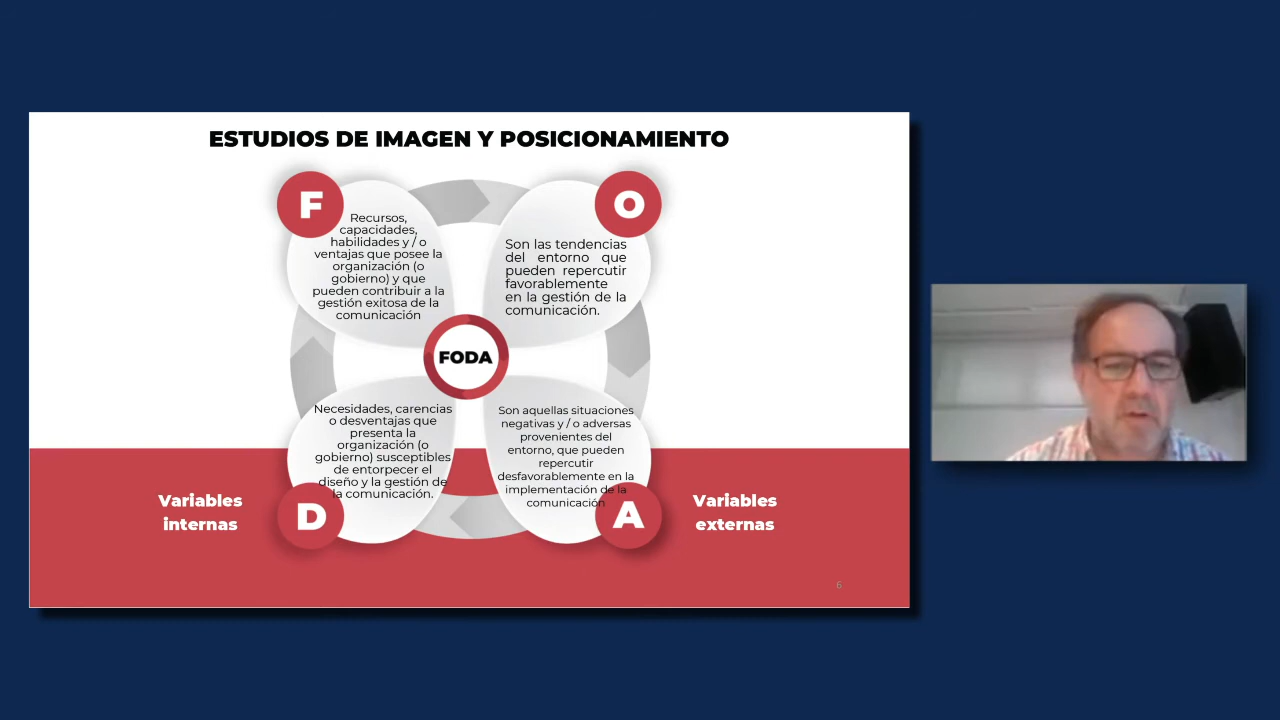 ESTUDIOS DE IMAGEN Y POSICIONAMIENTO
F
Recursos,
capacidades,
habilidades y / o
ventajas que posee la
organización (o
gobierno) y que
pueden contribuir a la
gestión exitosa de la
comunicación
O
Son las tendencias
del entorno que
pueden repercutir
favorablemente
en la gestión de la
comunicación.
FODA
Necesidades, carencias
o desventajas que
presenta la
organización (o
gobierno) susceptibles
de entorpecer el
diseño y la gestión de
la comunicación.
D
Son aquellas situaciones
negativas y / o adversas
provenientes del
entorno, que pueden
repercutir
desfavorablemente en la
implementación de la
comunicación
A
Variables
internas
Variables
externas
6